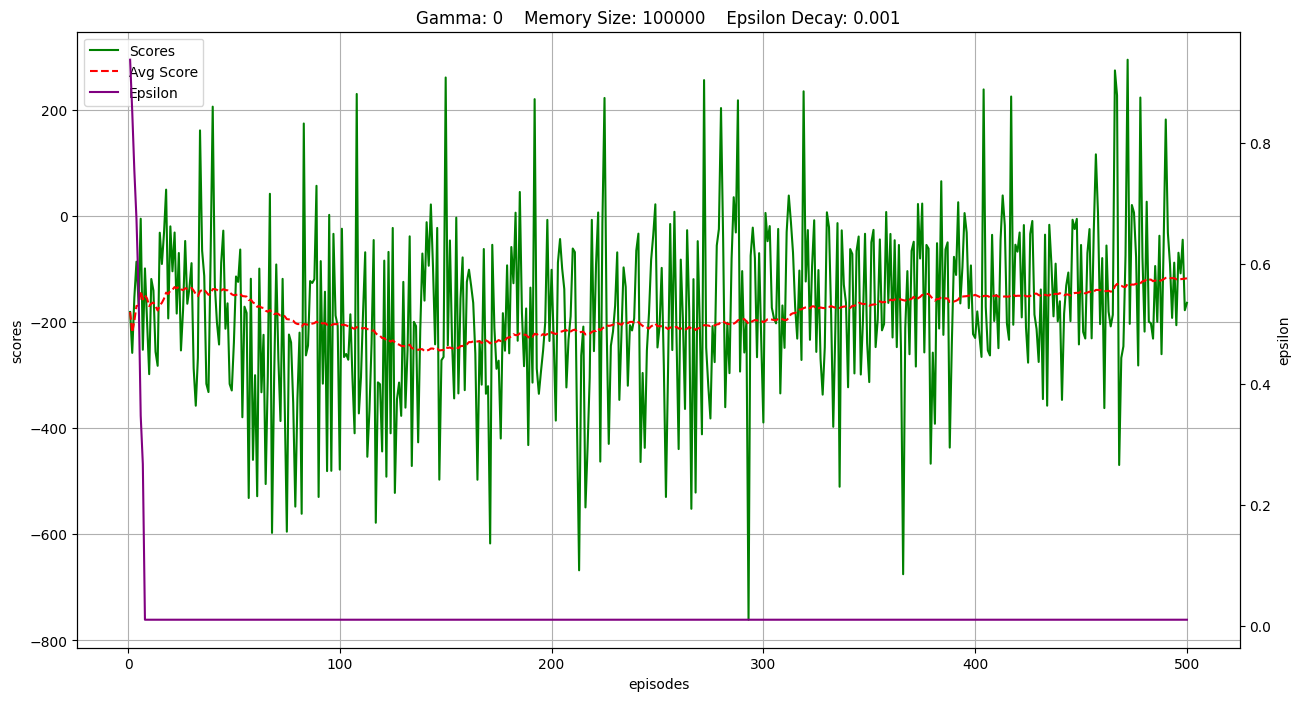 Gamma: 0    Memory Size: 100000    Epsilon Decay: 0.001
Scores
Avg Score
Epsilon
200
0
−200
−400
−600
−800
scores
0.8
0.6
0.4
0.2
0.0
epsilon
0 100 200 300 400 500
episodes